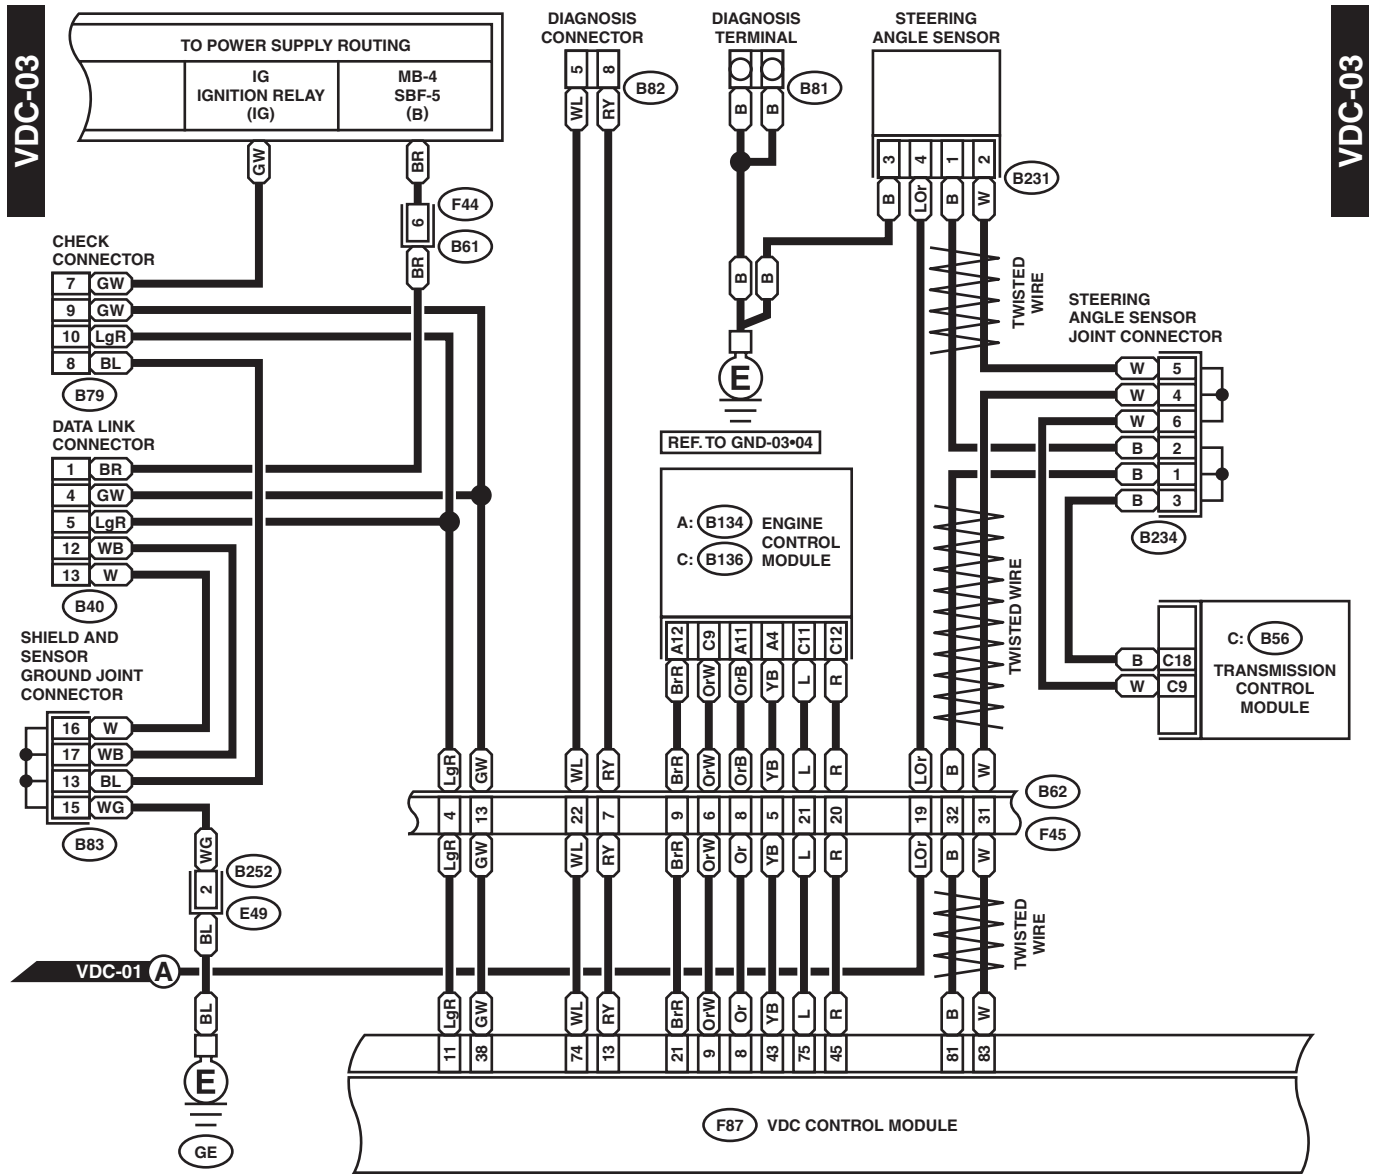 VDC-03
VDC-03
TO POWER SUPPLY ROUTING
IG
IGNITION RELAY
(IG)
MB-4
SBF-5
(B)
GW
BR
6
F44
B61
BR
DIAGNOSIS
CONNECTOR
5 8
B82
WL RY
DIAGNOSIS
TERMINAL
B81
B B
B B
E
REF. TO GND-03•04
STEERING
ANGLE SENSOR
3 4 1 2
B231
B LOr B W
TWISTED
WIRE
CHECK
CONNECTOR
7 GW
9 GW
10 LgR
8 BL
B79
DATA LINK
CONNECTOR
1 BR
4 GW
5 LgR
12 WB
13 W
B40
SHIELD AND
SENSOR
GROUND JOINT
CONNECTOR
16 W
17 WB
13 BL
15 WG
B83
WG
2
B252
E49
BL
VDC-01 A
BL
E
GE
STEERING
ANGLE SENSOR
JOINT CONNECTOR
W 5
W 4
W 6
B 2
B 1
B 3
B234
A: B134 ENGINE
CONTROL
C: B136 MODULE
A12 C9 A11 A4 C11 C12
BrR OrW OrB YB L R
TWISTED WIRE
C: B56
TRANSMISSION
CONTROL
MODULE
B C18
W C9
LgR GW WL RY BrR OrW OrB YB L R LOr B W
B62
4 13 22 7 9 6 8 5 21 20 19 32 31
F45
LgR GW WL RY BrR OrW Or YB L R LOr B W
TWISTED
WIRE
LgR GW WL RY BrR OrW Or YB L R B W
11 38 74 13 21 9 8 43 75 45 81 83
F87 VDC CONTROL MODULE